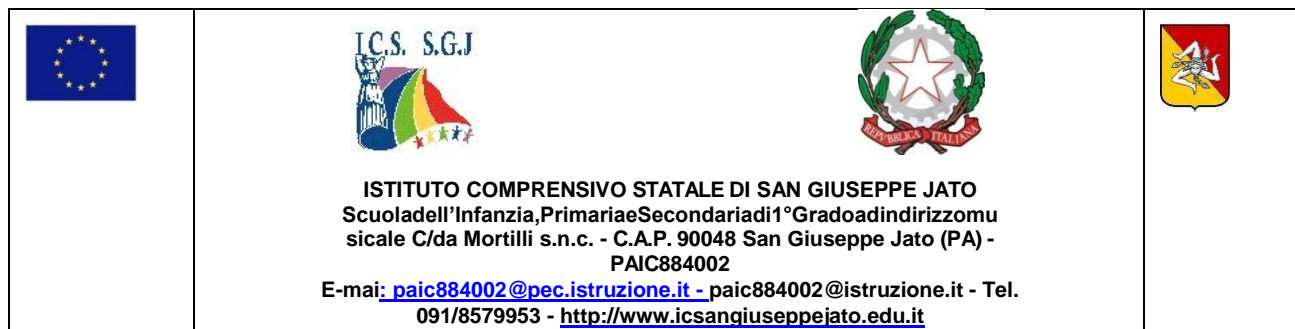 I.C.S. S.G.J
REPVBBLICA ITALIANA
ISTITUTO COMPRENSIVO STATALE DI SAN GIUSEPPE JATO
Scuoladell’Infanzia,PrimariaeSecondariadi1°Gradoadindirizzomu
sicale C/da Mortilli s.n.c. - C.A.P. 90048 San Giuseppe Jato (PA) -
PAIC884002
E-mai: paic884002@pec.istruzione.it - paic884002@istruzione.it - Tel.
091/8579953 - http://www.icsangiuseppejato.edu.it